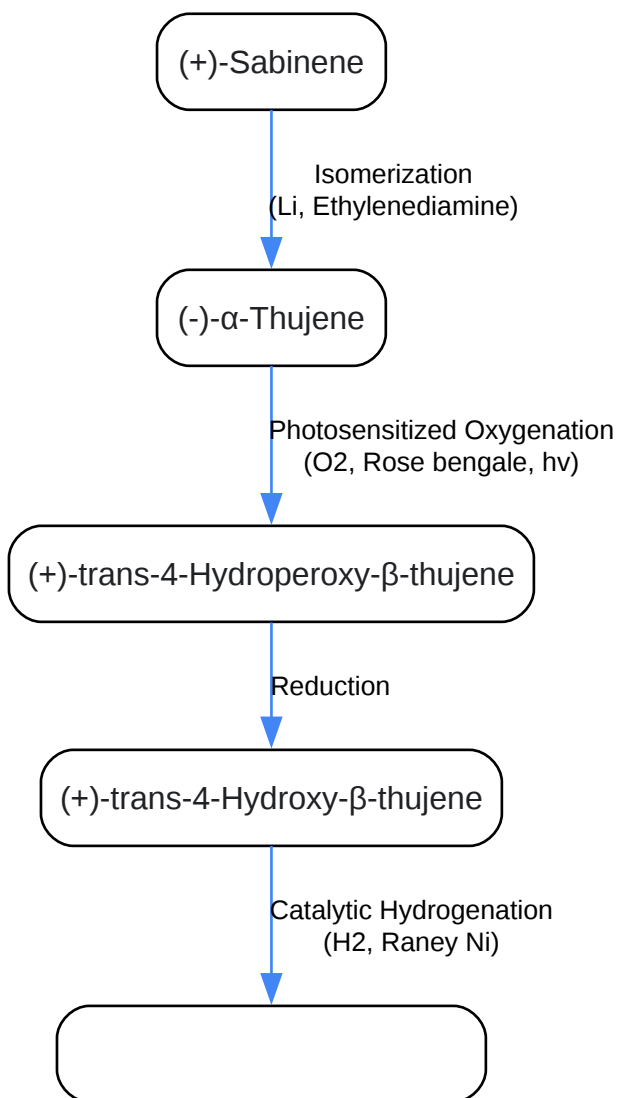 (+)-Sabinene
Isomerization
(Li, Ethylenediamine)
(-)-α-Thujene
Photosensitized Oxygenation
(O2, Rose bengale, hv)
(+)-trans-4-Hydroperoxy-β-thujene
Reduction
(+)-trans-4-Hydroxy-β-thujene
Catalytic Hydrogenation
(H2, Raney Ni)